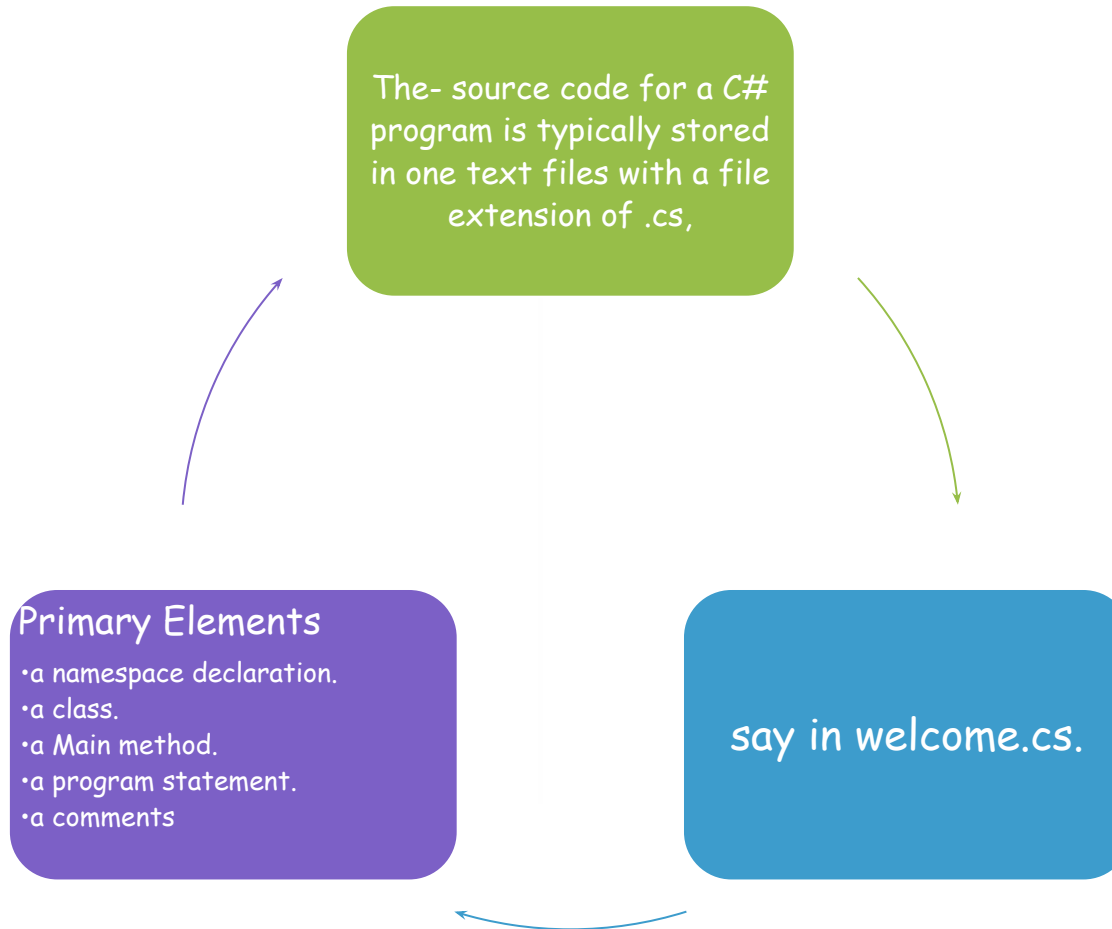 The- source code for a C#
program is typically stored
in one text files with a file
extension of .cs,
say in welcome.cs.
Primary Elements
•a namespace declaration.
•a class.
•a Main method.
•a program statement.
•a comments